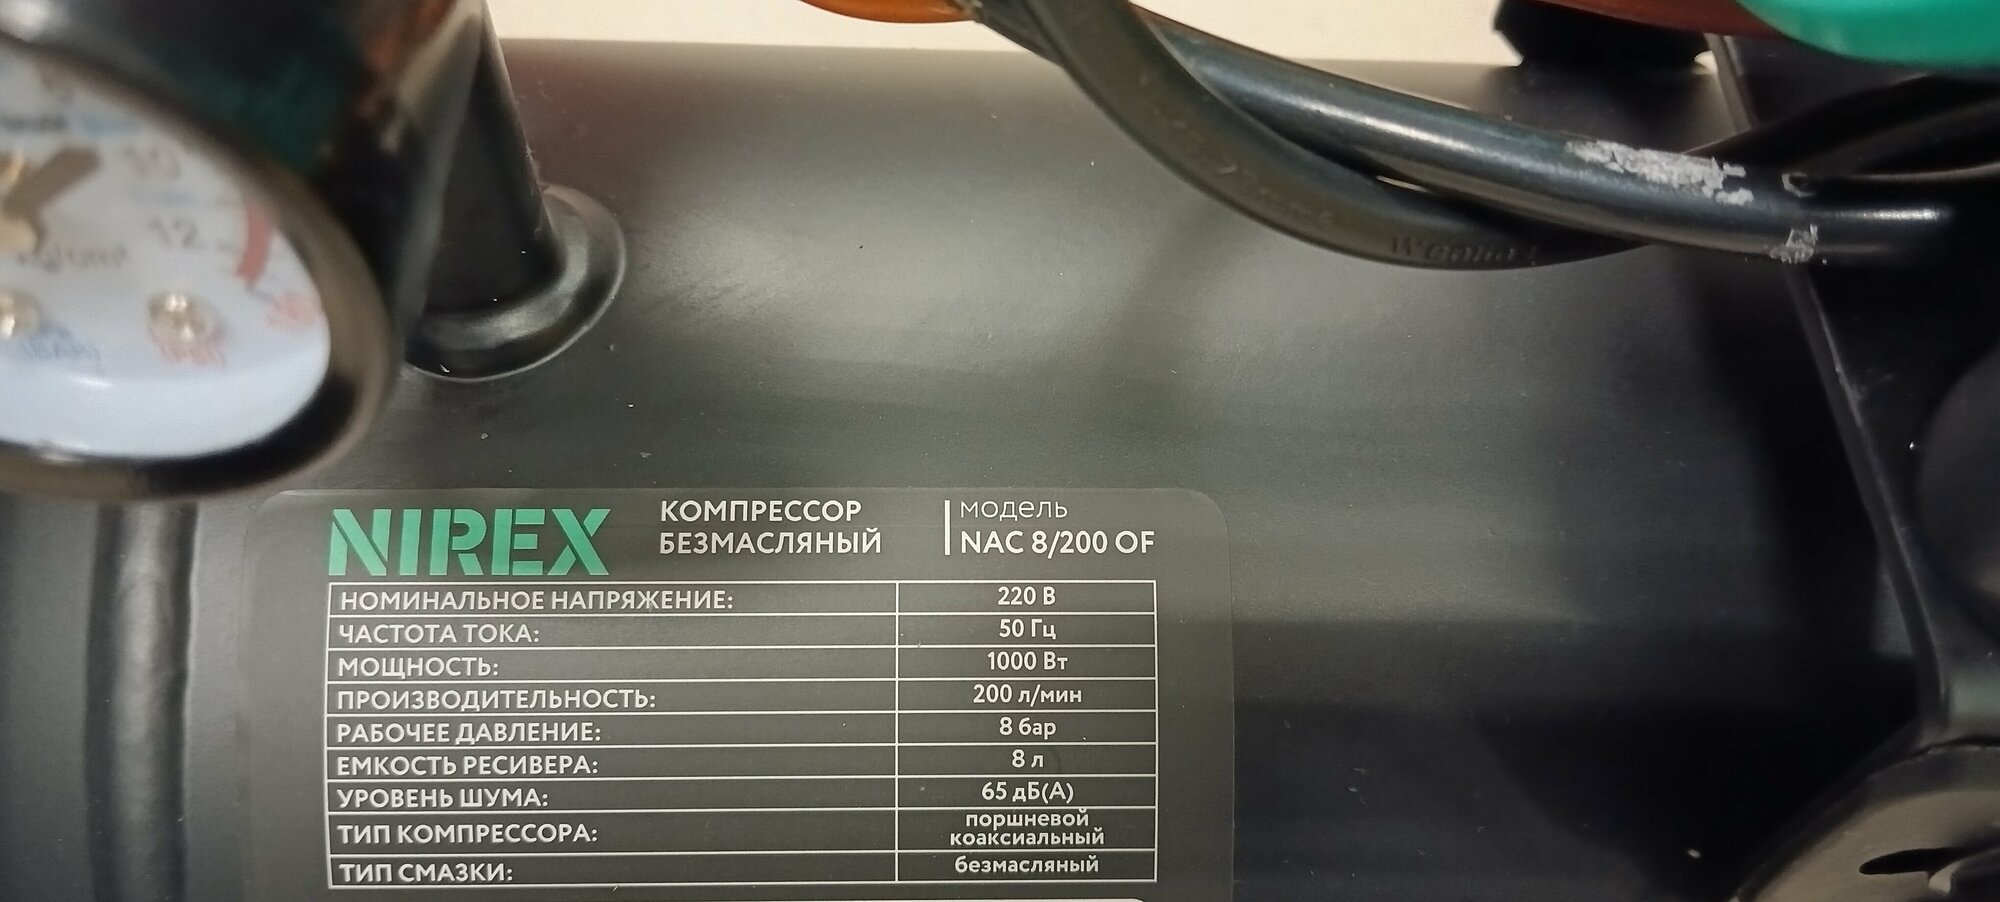 10
12
NIREX
КОМПРЕССОР
БЕЗМАСЛЯНЫЙ
модель
NAC 8/200 OF
НОМИНАЛЬНОЕ НАПРЯЖЕНИЕ: 220 В
ЧАСТОТА ТОКА: 50 Гц
МОЩНОСТЬ: 1000 Вт
ПРОИЗВОДИТЕЛЬНОСТЬ: 200 л/мин
РАБОЧЕЕ ДАВЛЕНИЕ: 8 бар
ЕМКОСТЬ РЕСИВЕРА: 8 л
УРОВЕНЬ ШУМА: 65 дБ(А)
ТИП КОМПРЕССОРА: поршневой
коаксиальный
ТИП СМАЗКИ: безмасляный